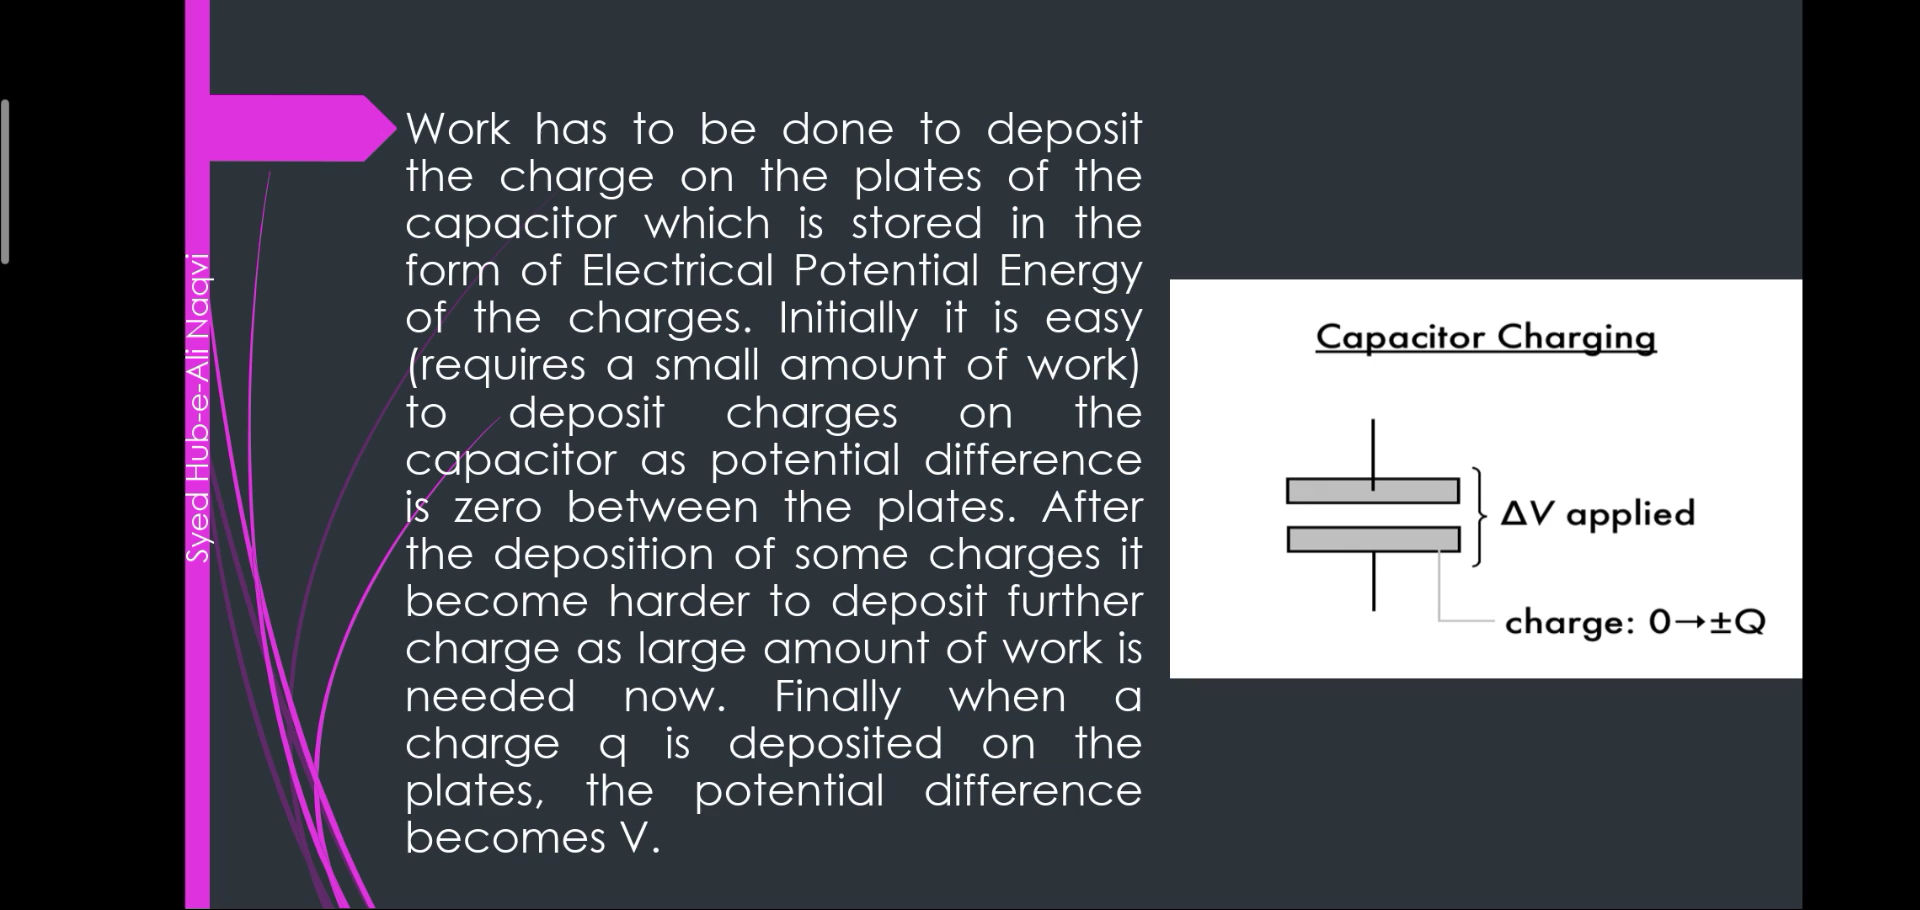 Work has to be done to deposit
the charge on the plates of the
capacitor which is stored in the
form of Electrical Potential Energy
of the charges. Initially it is easy
(requires a small amount of work)
to deposit charges on the
capacitor as potential difference
is zero between the plates. After
the deposition of some charges it
become harder to deposit further
charge as large amount of work is
needed now. Finally when a
charge q is deposited on the
plates, the potential difference
becomes V.
Syed Hub-e-Ali Naqvi
Capacitor Charging
ΔV applied
charge: 0→±Q